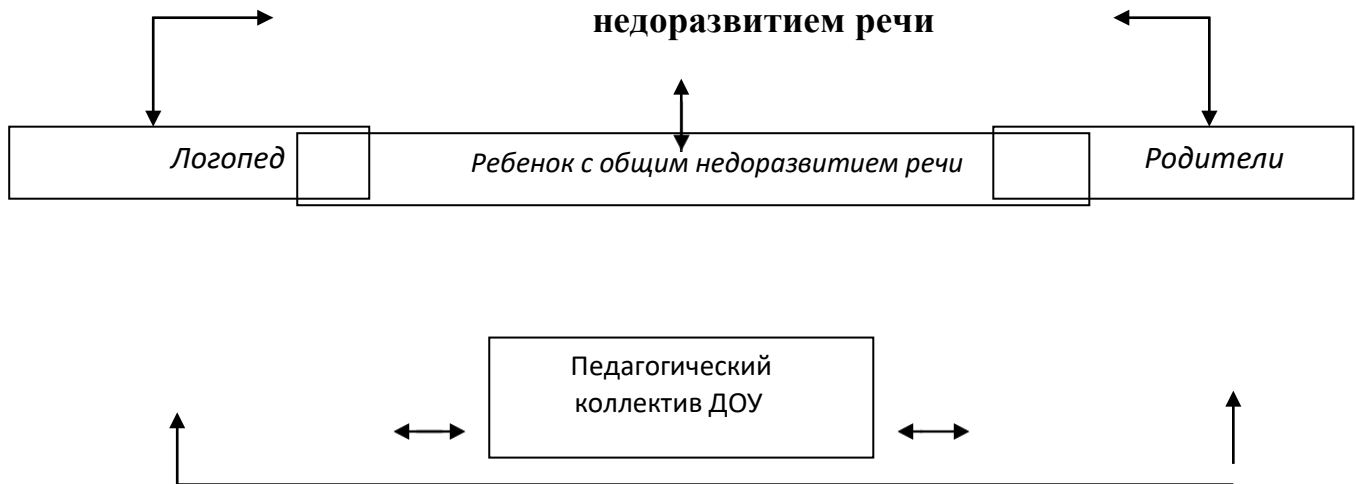 недоразвитием речи
Логопед
Ребенок с общим недоразвитием речи
Родители
Педагогический
коллектив ДОУ